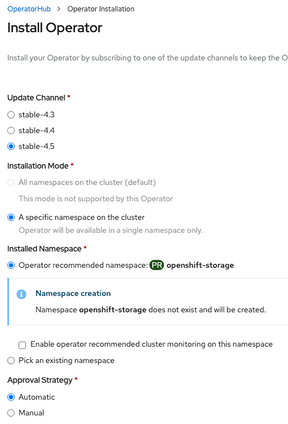 OperatorHub > Operator Installation
Install Operator
Install your Operator by subscribing to one of the update channels to keep the O
Update Channel *
stable-4.3
stable-4.4
stable-4.5
Installation Mode *
All namespaces on the cluster (default)
This mode is not supported by this Operator
A specific namespace on the cluster
Operator will be available in a single namespace only.
Installed Namespace *
Operator recommended namespace: PR openshift-storage
Namespace creation
Namespace openshift-storage does not exist and will be created.
Enable operator recommended cluster monitoring on this namespace
Pick an existing namespace
Approval Strategy *
Automatic
Manual